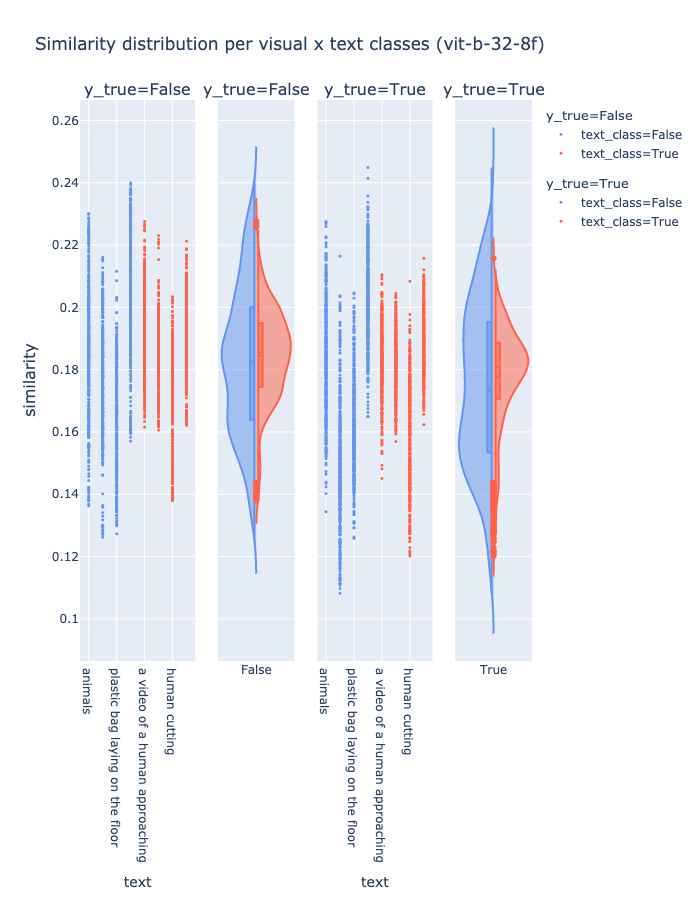 Similarity distribution per visual x text classes (vit-b-32-8f)
y_true=False
y_true=False
y_true=True
y_true=True
y_true=False
text_class=False
text_class=True
y_true=True
text_class=False
text_class=True
similarity
0.26
0.24
0.22
0.2
0.18
0.16
0.14
0.12
0.1
animals
plastic bag laying on the floor
a video of a human approaching
human cutting
False
animals
plastic bag laying on the floor
a video of a human approaching
human cutting
True
text
text